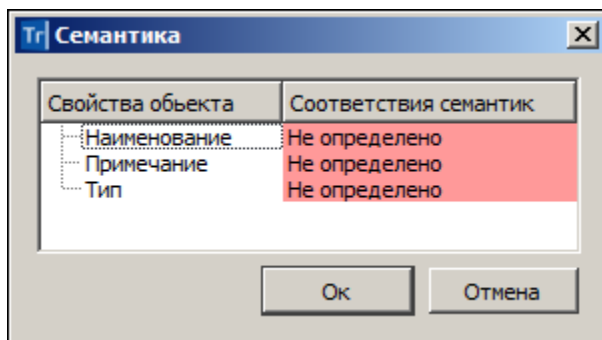 Tr Семантика
Свойства обьекта Соответствия семантик
Наименование Не определено
Примечание Не определено
Тип Не определено
Ок Отмена